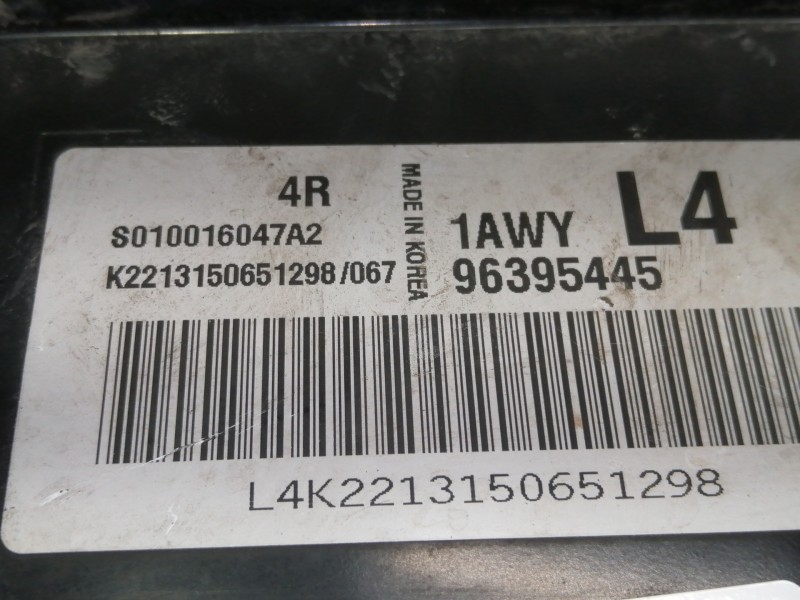 4R
S010016047A2
K2213150651298/067
MADE IN KOREA
1AWY
L4
96395445
L4K2213150651298